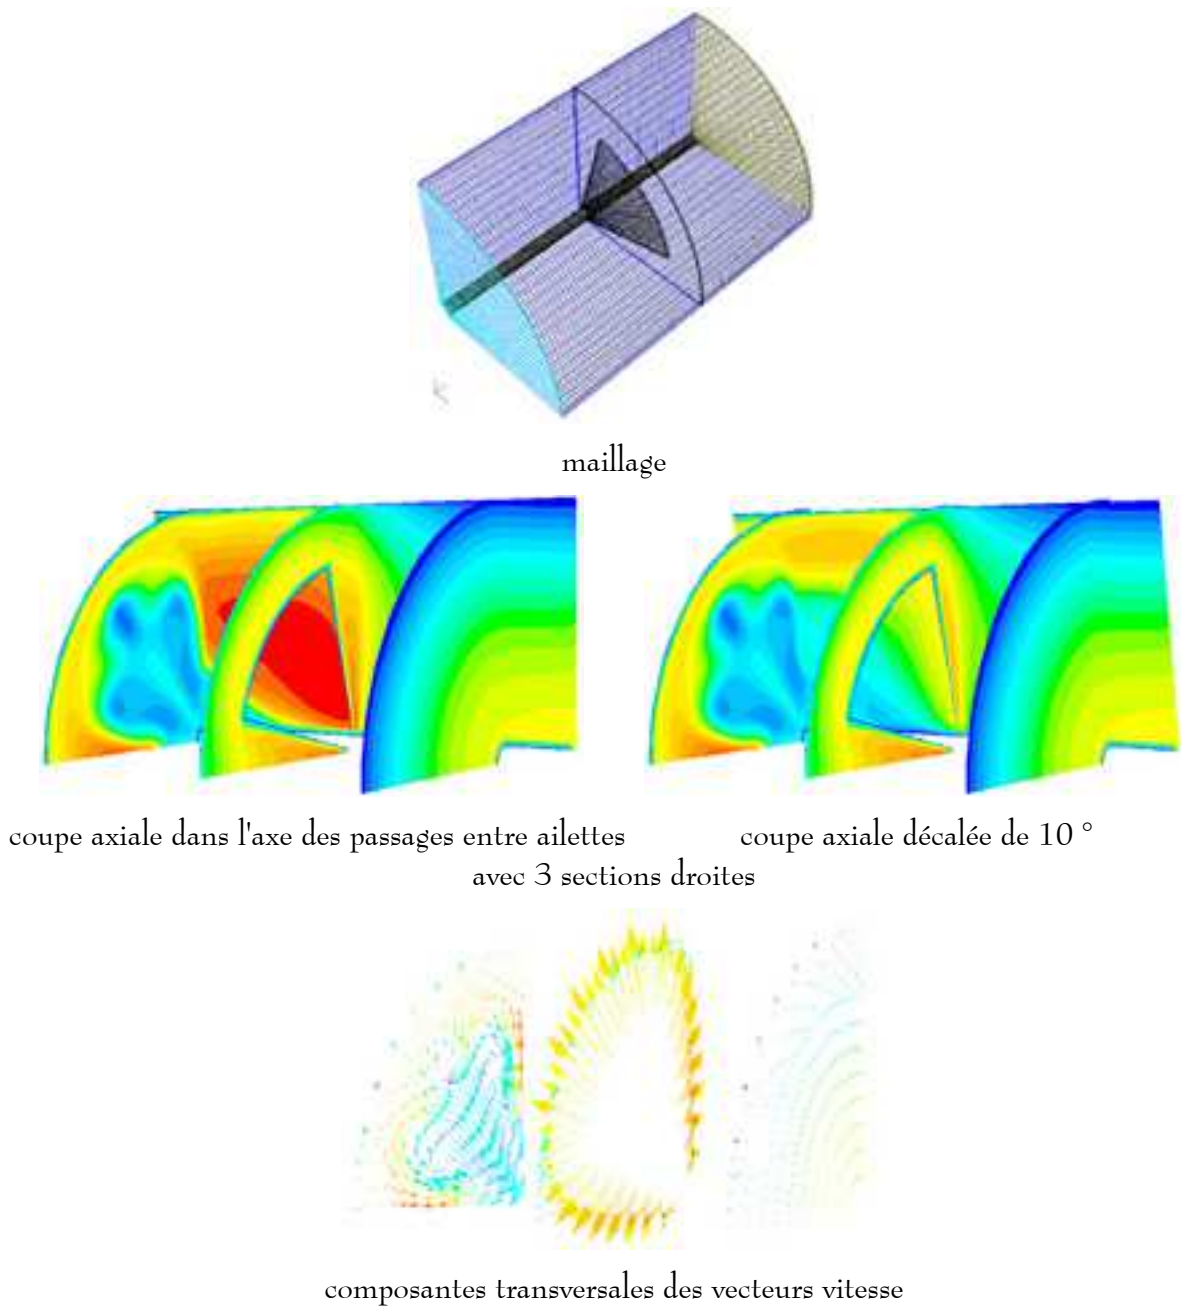 maillage
coupe axiale dans l'axe des passages entre ailettes
coupe axiale décalée de 10 °
avec 3 sections droites
composantes transversales des vecteurs vitesse